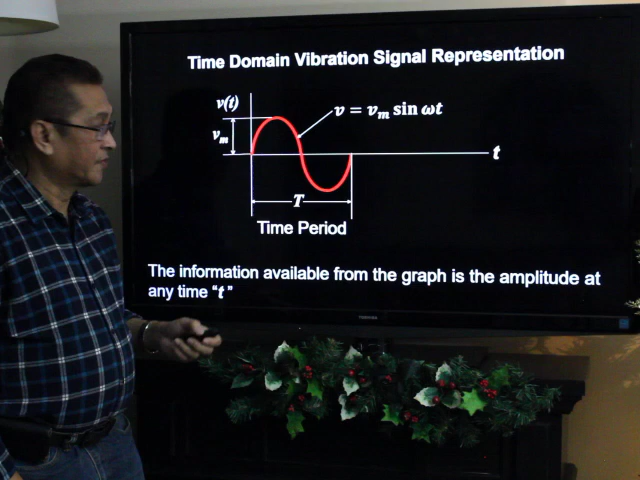 Time Domain Vibration Signal Representation
v(t)
v = vₘ sin ωt
vₘ
t
T
Time Period
The information available from the graph is the amplitude at
any time “t ”
TOSHIBA